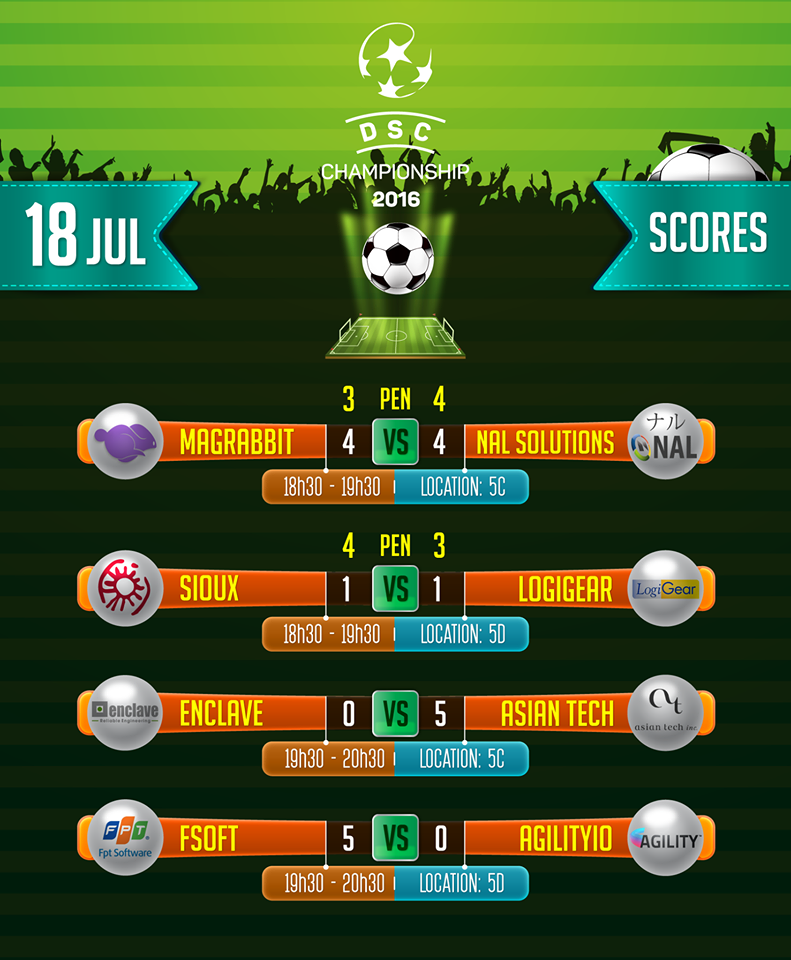 DSC
CHAMPIONSHIP
2016
18 JUL
SCORES
3 PEN 4
MAGRABBIT 4 VS 4 NAL SOLUTIONS
ナル
NAL
18h30 - 19h30 LOCATION: 5C
4 PEN 3
SIOUX 1 VS 1 LOGIGEAR
LogiGear
18h30 - 19h30 LOCATION: 5D
enclave
Reliable Engineering
ENCLAVE 0 VS 5 ASIAN TECH
at
asian tech inc.
19h30 - 20h30 LOCATION: 5C
FPT
Fpt Software
FSOFT 5 VS 0 AGILITYIO
AGILITY
19h30 - 20h30 LOCATION: 5D